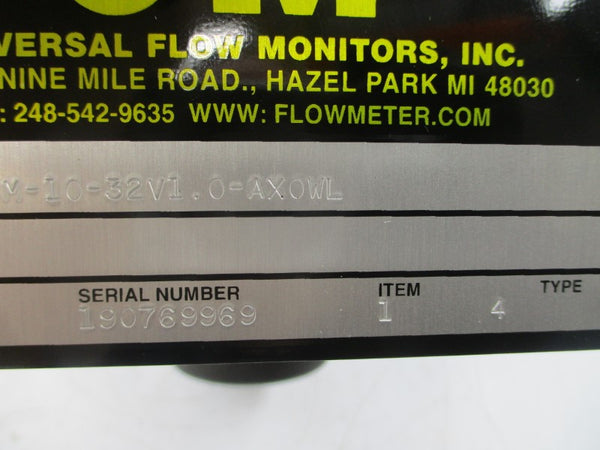 VERSAL FLOW MONITORS, INC.
NINE MILE ROAD., HAZEL PARK MI 48030
: 248-542-9635 WWW: FLOWMETER.COM
M-10-32V1.0-AXOWL
SERIAL NUMBER ITEM TYPE
190769969 1 4